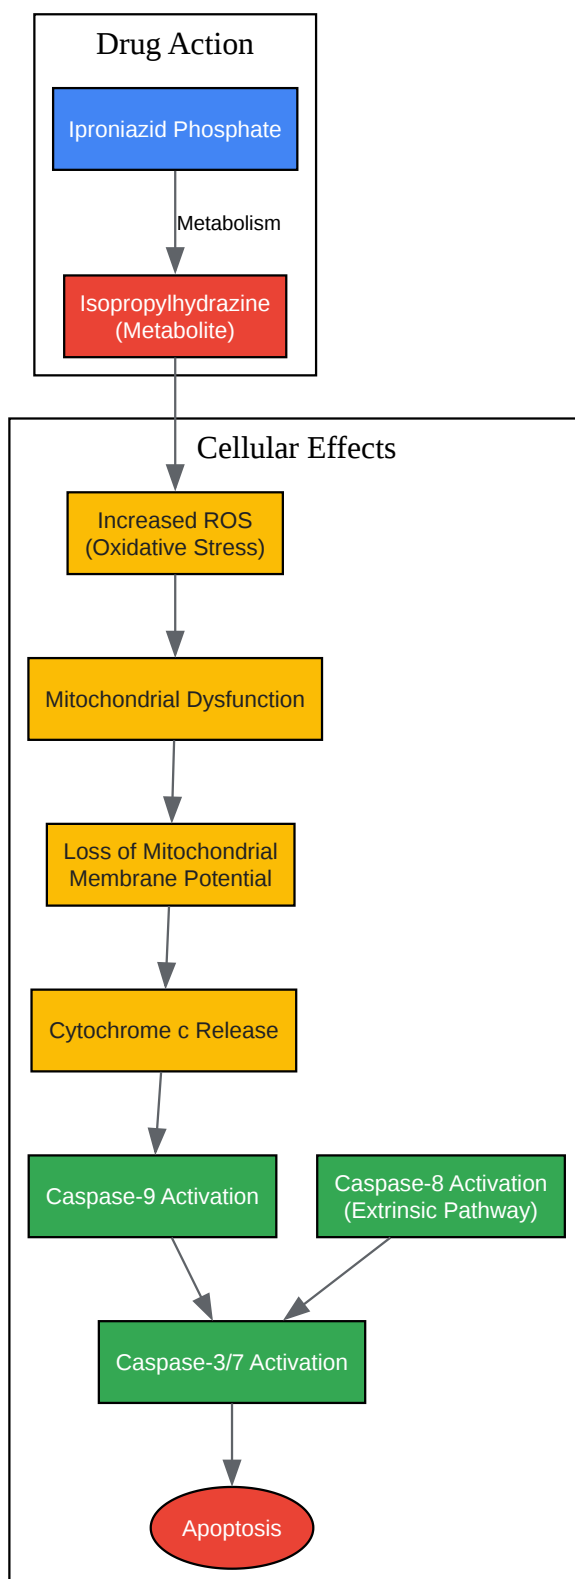 Drug Action
Iproniazid Phosphate
Metabolism
Isopropylhydrazine
(Metabolite)
Cellular Effects
Increased ROS
(Oxidative Stress)
Mitochondrial Dysfunction
Loss of Mitochondrial
Membrane Potential
Cytochrome c Release
Caspase-9 Activation
Caspase-8 Activation
(Extrinsic Pathway)
Caspase-3/7 Activation
Apoptosis